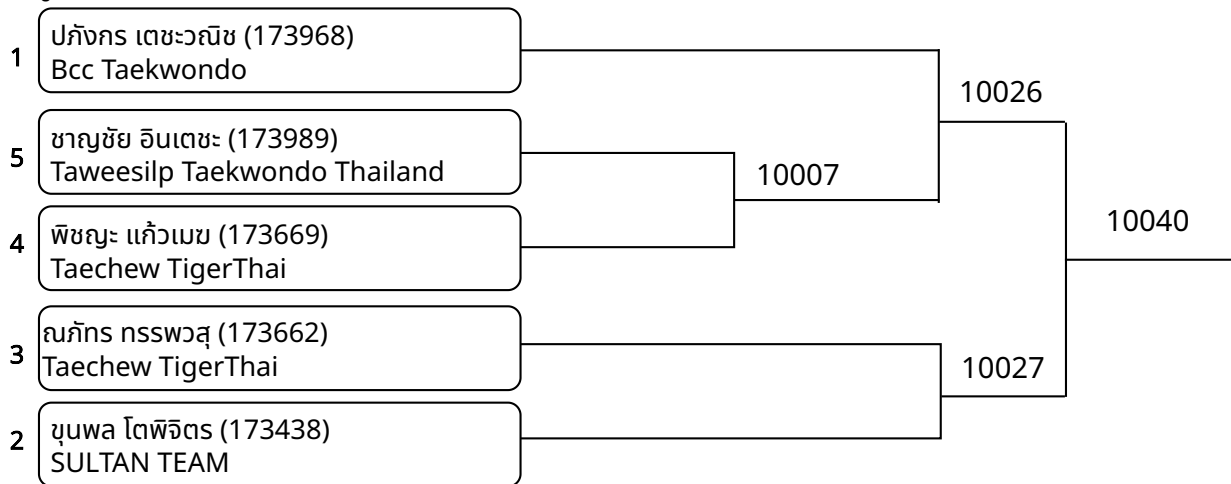 1
ปภังกร เตชะวณิช (173968)
Bcc Taekwondo
10026
5
ชาญชัย อินเตชะ (173989)
Taweesilp Taekwondo Thailand
10007
4
พิชญะ แก้วเมฆ (173669)
Taechew TigerThai
10040
3
ณภัทร ทรรพวสุ (173662)
Taechew TigerThai
10027
2
ขุนพล โตพิจิตร (173438)
SULTAN TEAM